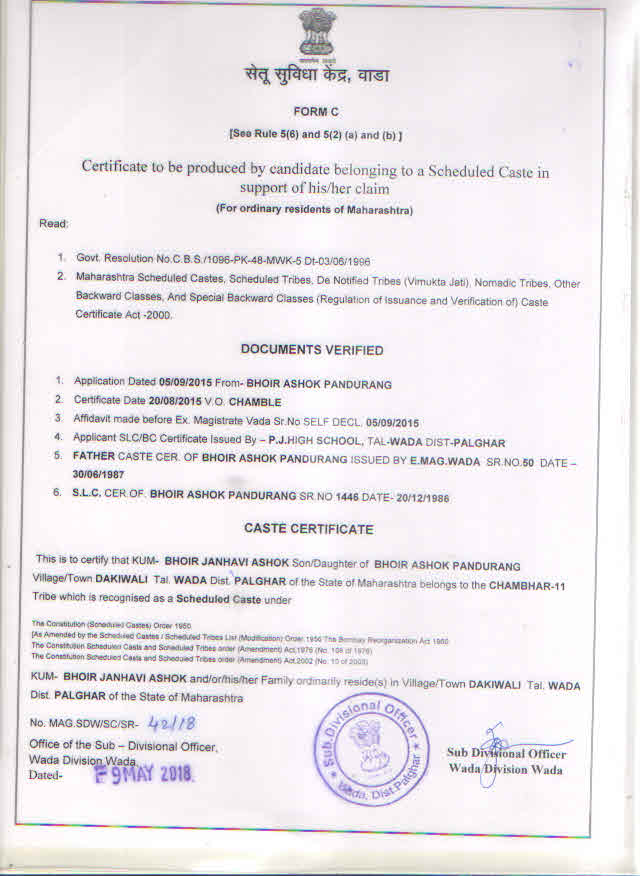 सेतू सुविधा केंद्र, वाडा
FORM C
[See Rule 5(6) and 5(2) (a) and (b) ]
Certificate to be produced by candidate belonging to a Scheduled Caste in
support of his/her claim
(For ordinary residents of Maharashtra)
Read:
1. Govt. Resolution No.C.B.S./1096-PK-48-MWK-5 Dt-03/06/1996
2. Maharashtra Scheduled Castes, Scheduled Tribes, De Notified Tribes (Vimukta Jati), Nomadic Tribes, Other
Backward Classes, And Special Backward Classes (Regulation of Issuance and Verification of) Caste
Certificate Act -2000.
DOCUMENTS VERIFIED
1. Application Dated 05/09/2015 From- BHOIR ASHOK PANDURANG
2. Certificate Date 20/08/2015 V.O. CHAMBLE
3. Affidavit made before Ex. Magistrate Vada Sr.No SELF DECL. 05/09/2015
4. Applicant SLC/BC Certificate Issued By – P.J.HIGH SCHOOL, TAL-WADA DIST-PALGHAR
5. FATHER CASTE CER. OF BHOIR ASHOK PANDURANG ISSUED BY E.MAG.WADA SR.NO.50 DATE –
30/06/1987
6. S.L.C. CER.OF. BHOIR ASHOK PANDURANG SR.NO 1446 DATE- 20/12/1986
CASTE CERTIFICATE
This is to certify that KUM- BHOIR JANHAVI ASHOK Son/Daughter of BHOIR ASHOK PANDURANG
Village/Town DAKIWALI Tal. WADA Dist. PALGHAR of the State of Maharashtra belongs to the CHAMBHAR-11
Tribe which is recognised as a Scheduled Caste under
The Constitution (Scheduled Castes) Order 1950
[As Amended by the Scheduled Castes / Scheduled Tribes List (Modification) Order 1956 The Bombay Reorganization Act 1960
The Constitution Scheduled Casts and Scheduled Tribes order (Amendment) Act,1976 (No. 108 of 1976)
The Constitution Scheduled Casts and Scheduled Tribes order (Amendment) Act,2002 (No. 10 of 2003)
KUM- BHOIR JANHAVI ASHOK and/or/his/her Family ordinarily reside(s) in Village/Town DAKIWALI Tal. WADA
Dist. PALGHAR of the State of Maharashtra
No. MAG.SDW/SC/SR- 42/18
Office of the Sub – Divisional Officer,
Wada Division Wada
Dated- 9 MAY 2018
Sub Divisional Officer
Wada, Dist.Palghar
Sub Divisional Officer
Wada Division Wada